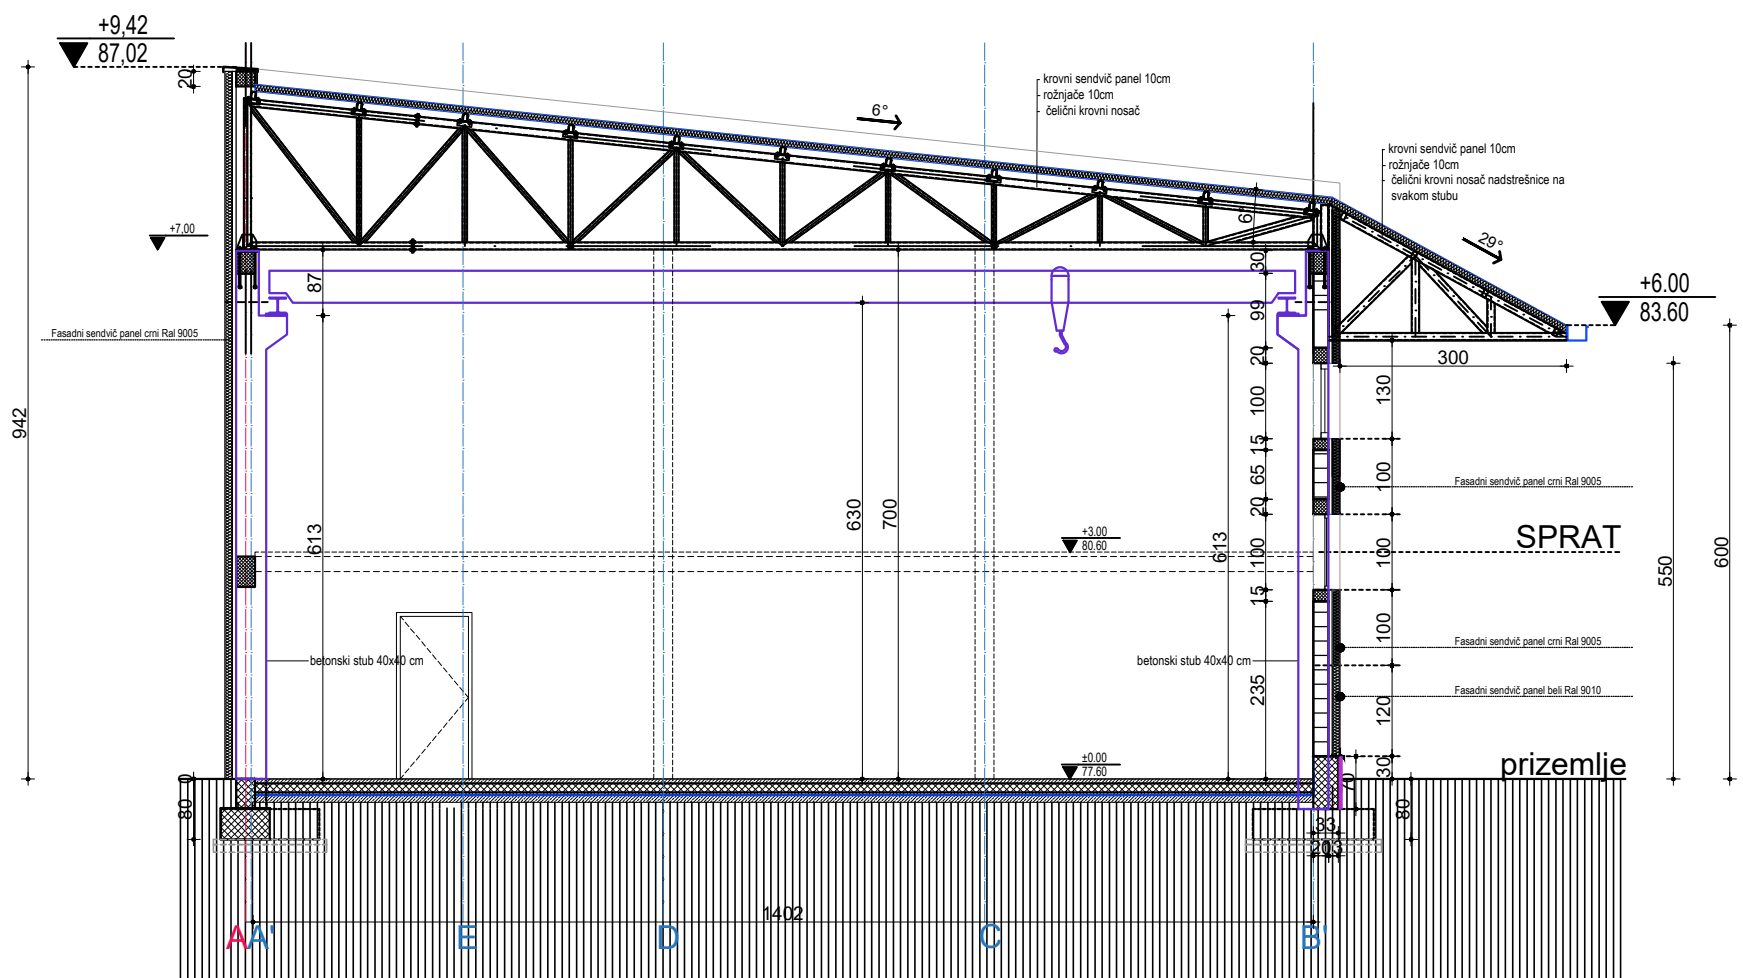 +9,42
87,02
20
krovni sendvič panel 10cm
rožnjače 10cm
čelični krovni nosač
6°
krovni sendvič panel 10cm
rožnjače 10cm
čelični krovni nosač nadstrešnice na
svakom stubu
6°
29°
+7,00
+6.00
83.60
87
30
99
20
100
15
65
20
100
15
235
300
130
100
100
100
120
30
942
613
630
700
613
550
600
Fasadni sendvič panel crni Ral 9005
Fasadni sendvič panel crni Ral 9005
SPRAT
+3.00
80.60
Fasadni sendvič panel crni Ral 9005
betonski stub 40x40 cm
betonski stub 40x40 cm
Fasadni sendvič panel beli Ral 9010
±0.00
77.60
prizemlje
80
70
80
33
1402
A A' E D C B'